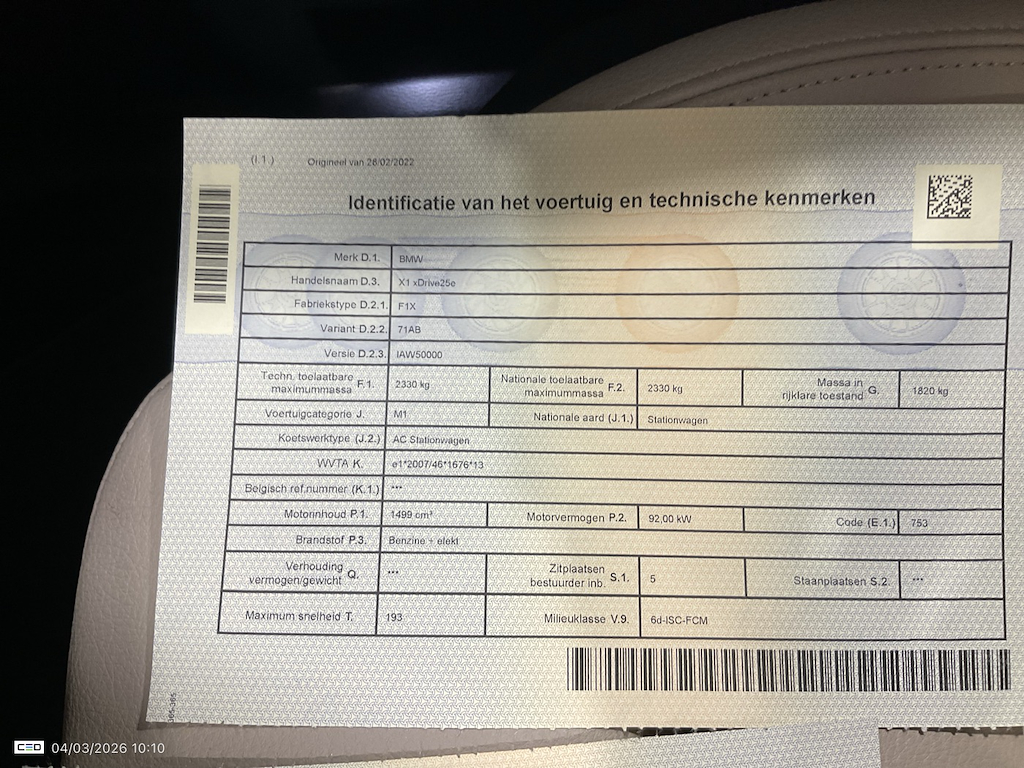 (I.1.) Origineel van 28/02/2022
Identificatie van het voertuig en technische kenmerken
Merk D.1. BMW
Handelsnaam D.3. X1 xDrive25e
Fabriekstype D.2.1. F1X
Variant D.2.2. 71AB
Versie D.2.3. IAW50000
Techn. toelaatbare maximummassa F.1. 2330 kg Nationale toelaatbare maximummassa F.2. 2330 kg Massa in rijklare toestand G. 1820 kg
Voertuigcategorie J. M1 Nationale aard (J.1.) Stationwagen
Koetswerktype (J.2.) AC Stationwagen
WVTA K. e1*2007/46*1676*13
Belgisch ref.nummer (K.1.) ***
Motorinhoud P.1. 1499 cm³ Motorvermogen P.2. 92,00 kW Code (E.1.) 753
Brandstof P.3. Benzine + elekt
Verhouding vermogen/gewicht Q. *** Zitplaatsen bestuurder inb. S.1. 5 Staanplaatsen S.2. ***
Maximum snelheid T. 193 Milieuklasse V.9. 6d-ISC-FCM
CED 04/03/2026 10:10